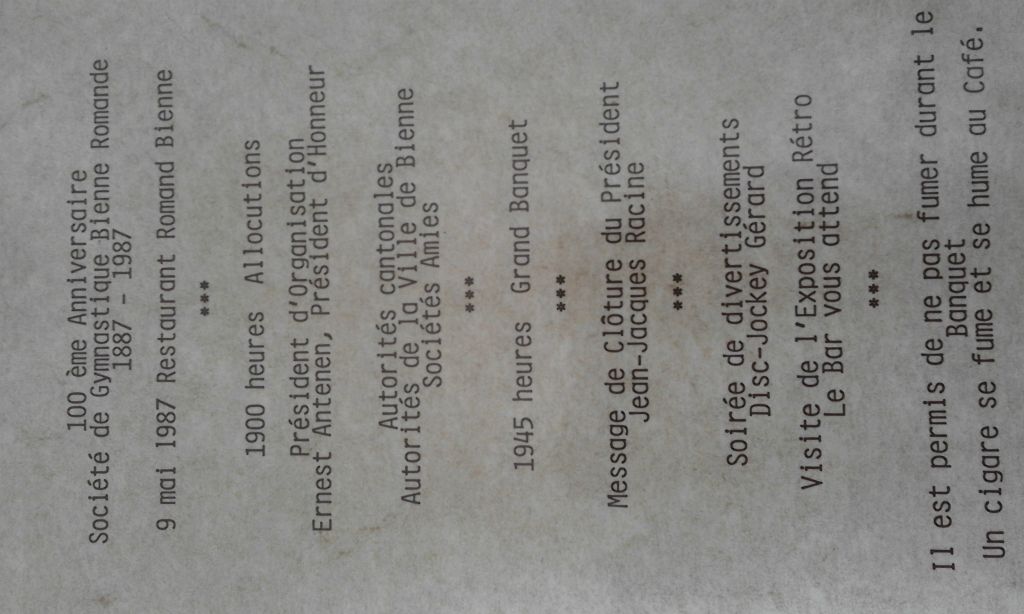 100 ème Anniversaire
Société de Gymnastique Bienne Romande
1887 - 1987
9 mai 1987 Restaurant Romand Bienne
***
1900 heures Allocutions
Président d'Organisation
Ernest Antenen, Président d'Honneur
Autorités cantonales
Autorités de la Ville de Bienne
Sociétés Amies
***
1945 heures Grand Banquet
***
Message de Clôture du Président
Jean-Jacques Racine
***
Soirée de divertissements
Disc-Jockey Gérard
Visite de l'Exposition Rétro
Le Bar vous attend
***
Il est permis de ne pas fumer durant le
Banquet
Un cigare se fume et se hume au Café.